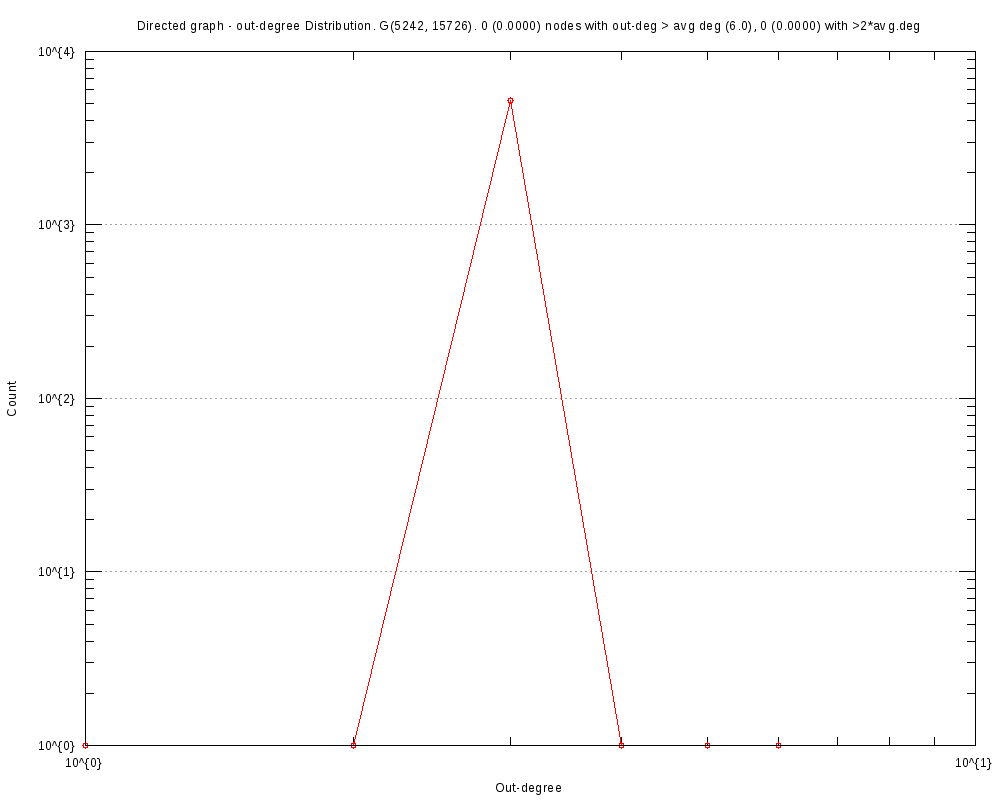 Directed graph - out-degree Distribution. G(5242, 15726). 0 (0.0000) nodes with out-deg > avg deg (6.0), 0 (0.0000) with >2*avg.deg
10^{4}
10^{3}
10^{2}
10^{1}
10^{0}
Count
10^{0}
10^{1}
Out-degree